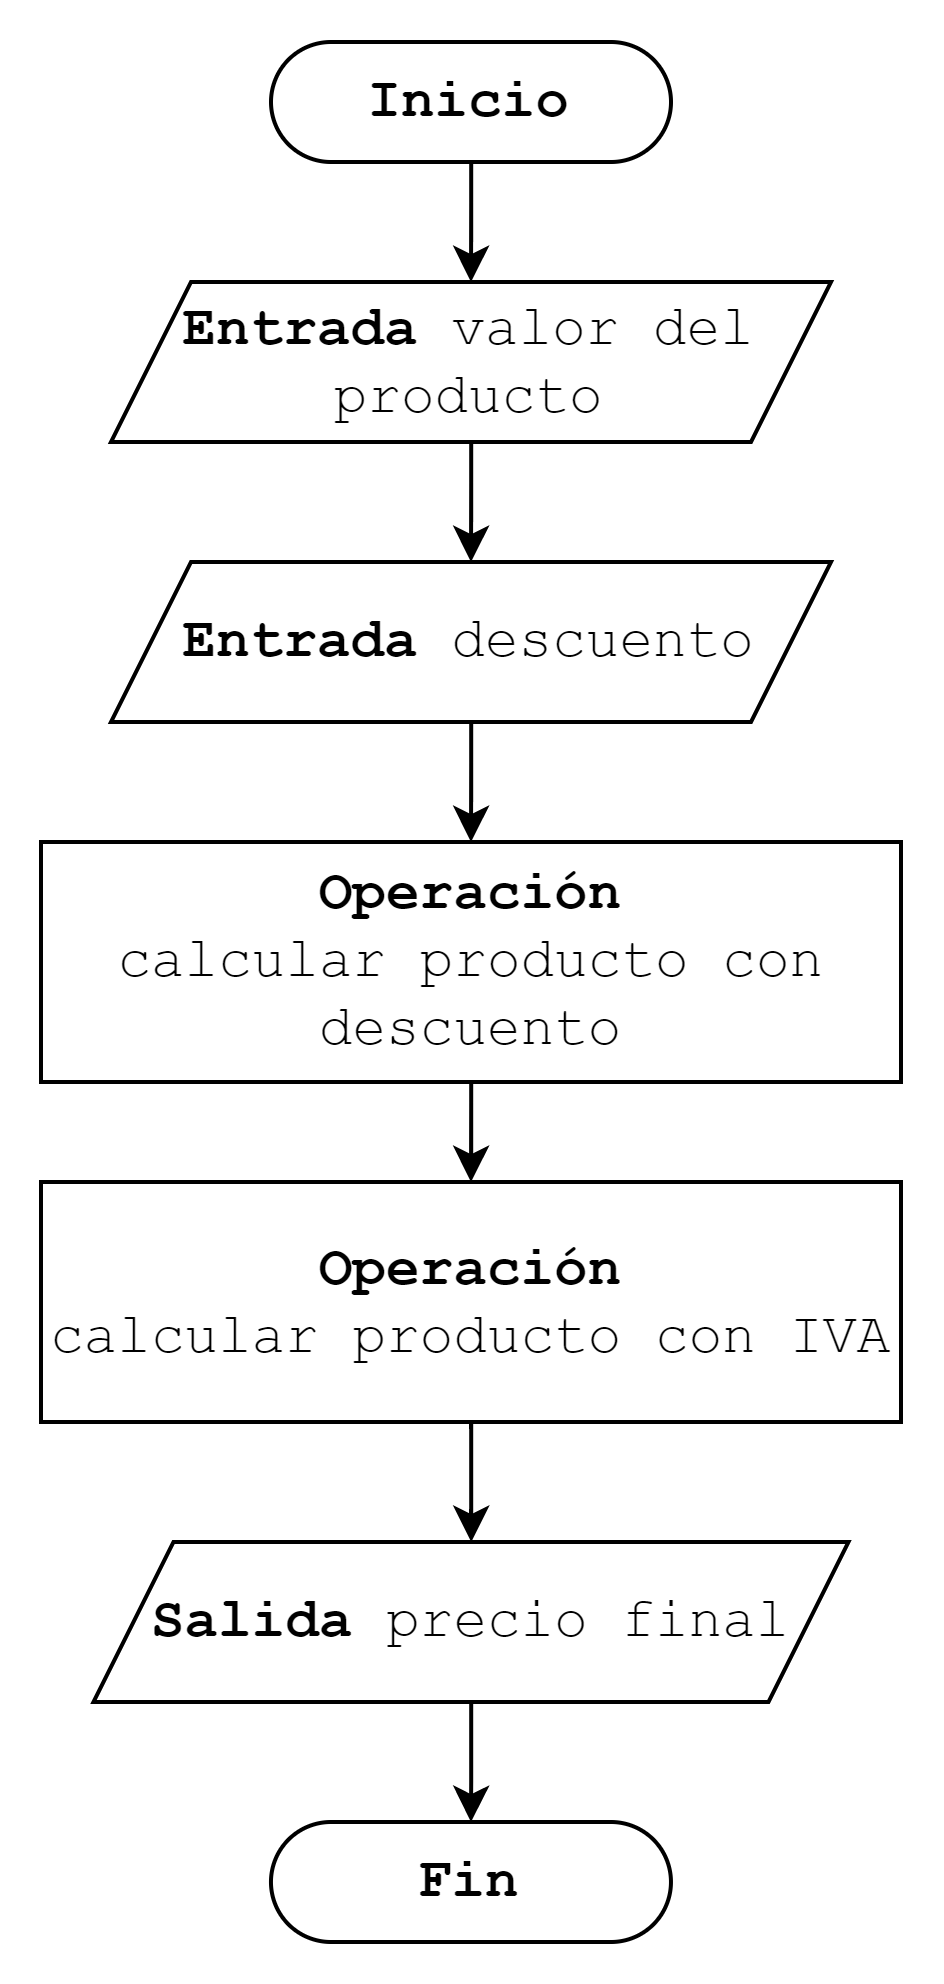 Inicio
Entrada valor del
producto
Entrada descuento
Operación
calcular producto con
descuento
Operación
calcular producto con IVA
Salida precio final
Fin